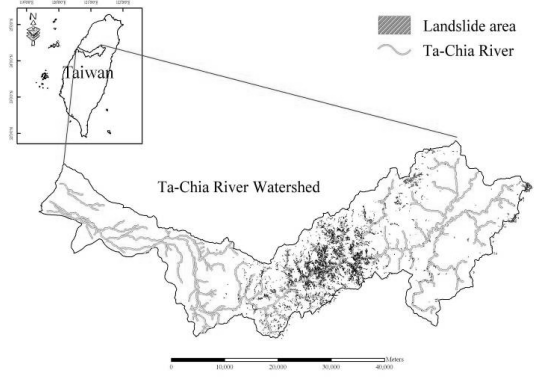 N
Taiwan
Landslide area
Ta-Chia River
Ta-Chia River Watershed
Meters
0 10,000 20,000 30,000 40,000